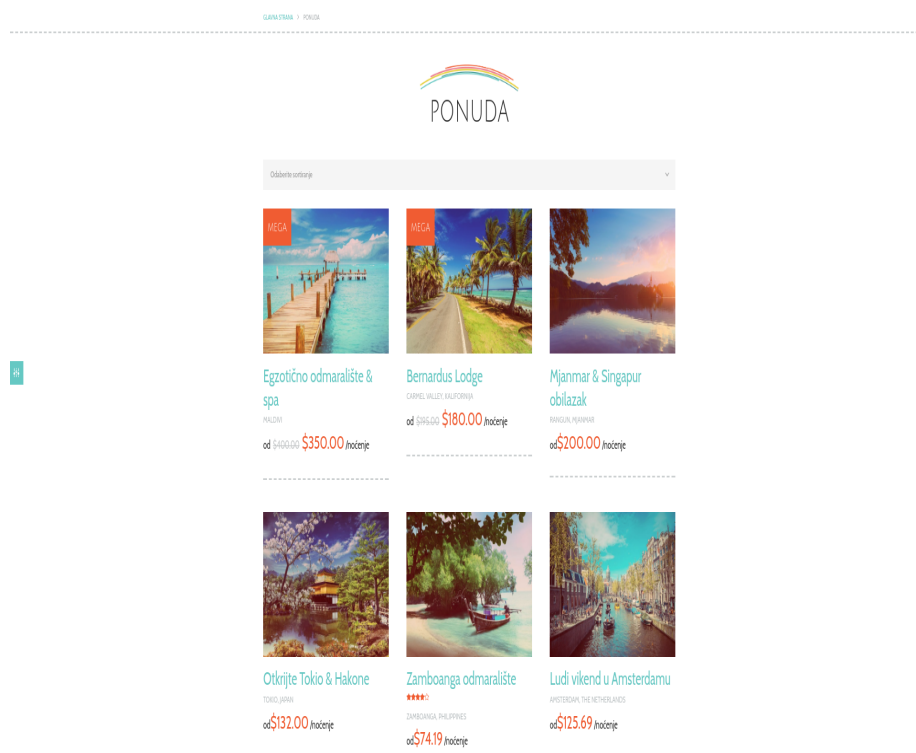 GLAVNA STRANA > PONUDA
PONUDA
Odaberite sortiranje
MEGA
MEGA
Egzotično odmaralište &
spa
MALDIVI
od $400.00 $350.00 /noćenje
Bernardus Lodge
CARMEL VALLEY, KALIFORNIJA
od $195.00 $180.00 /noćenje
Mjanmar & Singapur
obilazak
RANGUN, MJANMAR
od$200.00 /noćenje
Otkrijte Tokio & Hakone
TOKIO, JAPAN
od$132.00 /noćenje
Zamboanga odmaralište
ZAMBOANGA, PHILIPPINES
od$74.19 /noćenje
Ludi vikend u Amsterdamu
AMSTERDAM, THE NETHERLANDS
od$125.69 /noćenje